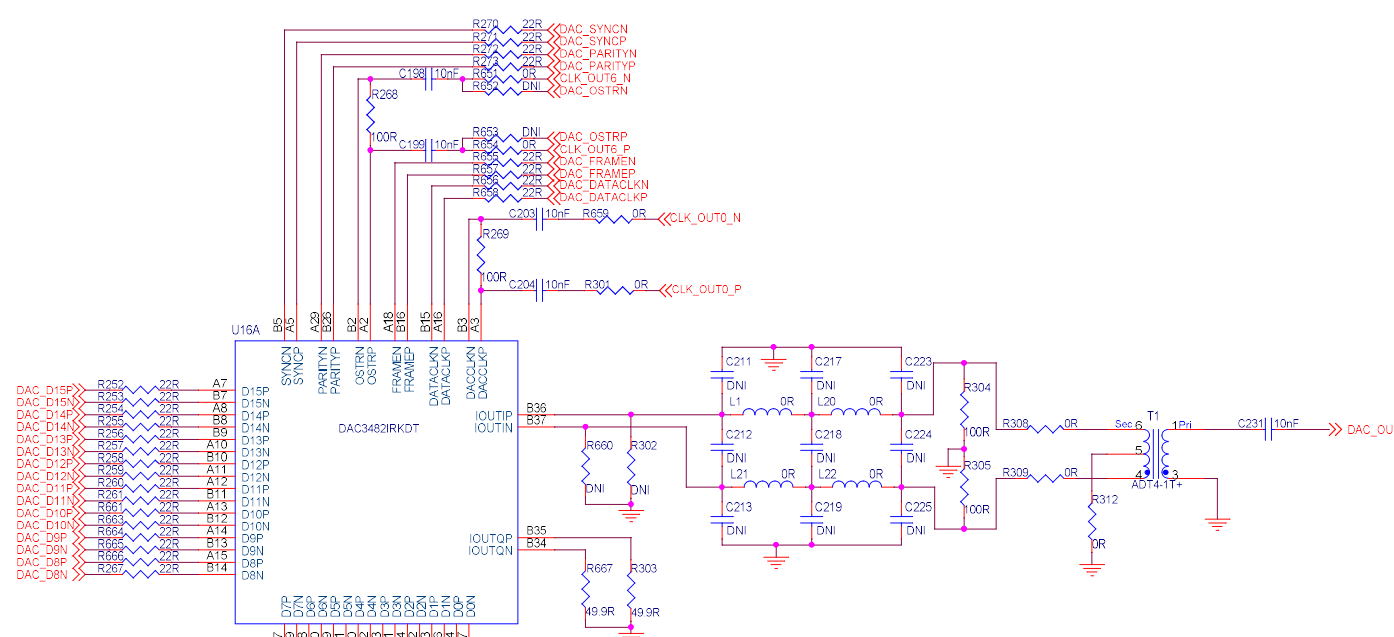 R270 22R DAC_SYNCN
R271 22R DAC_SYNCP
R272 22R DAC_PARITYN
R273 22R DAC_PARITYP
C198 10nF R651 0R CLK_OUT6_N
R652 DNI DAC_OSTRN
R268
100R
R653 DNI DAC_OSTRP
C199 10nF R654 0R CLK_OUT6_P
R655 22R DAC_FRAMEN
R657 22R DAC_FRAMEP
R656 22R DAC_DATACLKN
R658 22R DAC_DATACLKP
C203 10nF R659 0R CLK_OUT0_N
R269
100R
C204 10nF R301 0R CLK_OUT0_P
U16A
B5 A5 A29 B26 B2 A2 A18 B16 B15 A16 B3 A3
SYNCN SYNCP PARITYN PARITYP OSTRN OSTRP FRAMEN FRAMEP DATACLKN DATACLKP DACCLKN DACCLKP
DAC_D15P R252 22R A7 D15P
DAC_D15N R253 22R B7 D15N
DAC_D14P R254 22R A8 D14P
DAC_D14N R255 22R B8 D14N
DAC_D13P R256 22R B9 D13P
DAC_D13N R257 22R A10 D13N
DAC_D12P R258 22R B10 D12P
DAC_D12N R259 22R A11 D12N
DAC_D11P R260 22R A12 D11P
DAC_D11N R261 22R B11 D11N
DAC_D10P R661 22R A13 D10P
DAC_D10N R663 22R B12 D10N
DAC_D9P R664 22R A14 D9P
DAC_D9N R665 22R B13 D9N
DAC_D8P R666 22R A15 D8P
DAC_D8N R267 22R B14 D8N
DAC3482IRKDT
IOUTIP B36
IOUTIN B37
IOUTQP B35
IOUTQN B34
D7P D7N D6P D6N D5P D5N D4P D4N D3P D3N D2P D2N D1P D1N D0P D0N
R660 R302
DNI DNI
R667 R303
49.9R 49.9R
C211 C217 C223
DNI DNI DNI
L1 0R L20 0R
C212 C218 C224
DNI DNI DNI
L21 0R L22 0R
C213 C219 C225
DNI DNI DNI
R304
100R
R305
100R
R308 0R
R309 0R
T1
Sec 6 1 Pri
5
4 3
ADT4-1T+
R312
0R
C231 10nF DAC_OU